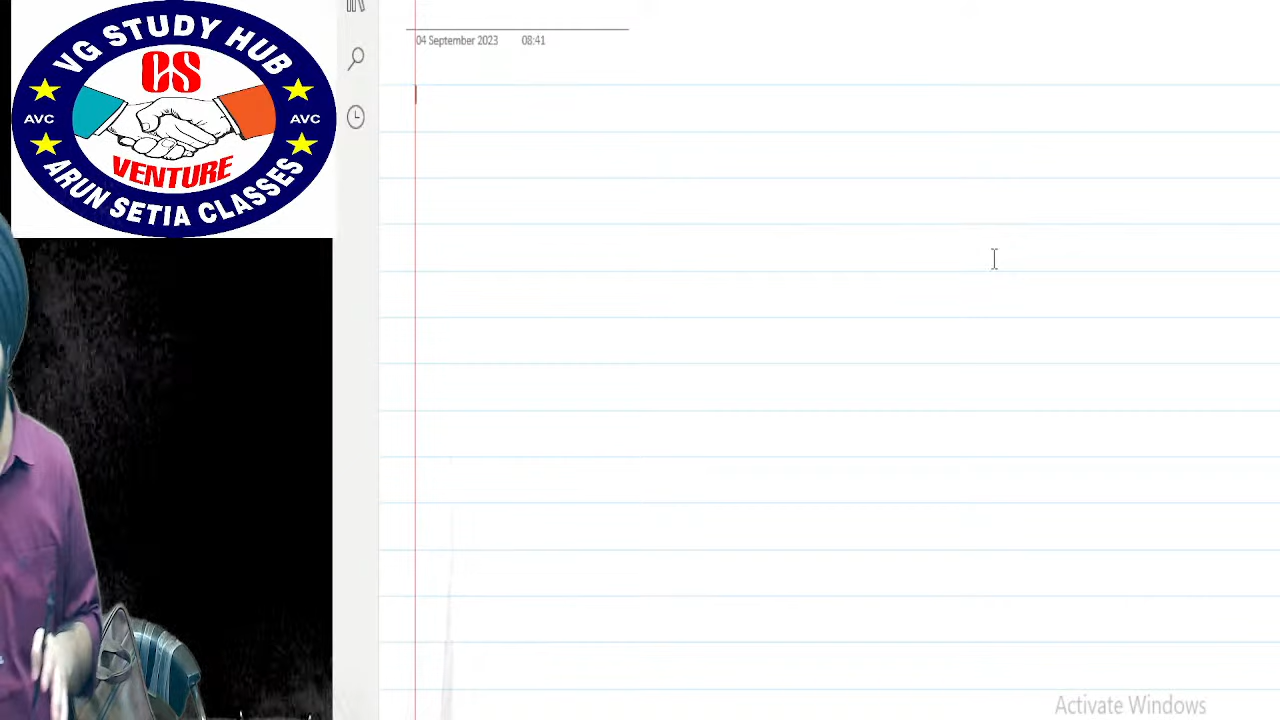 VG STUDY HUB
CS
AVC
AVC
VENTURE
ARUN SETIA CLASSES
04 September 2023 08:41
Activate Windows